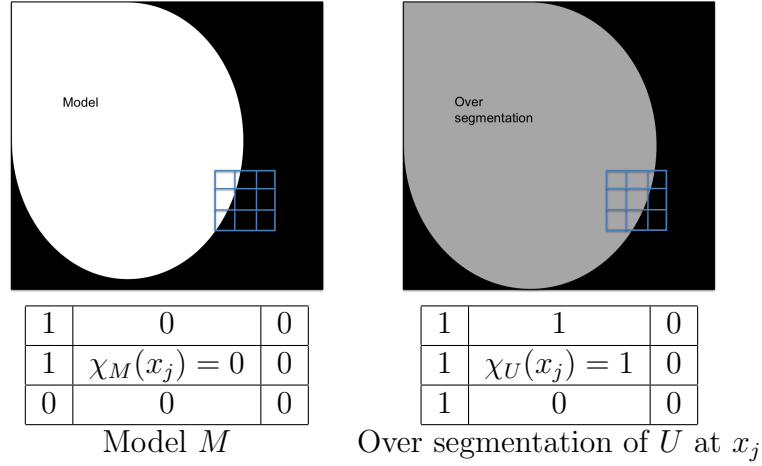 Model
Over
segmentation
1 0 0
1 χ_M(x_j) = 0 0
0 0 0
Model M
1 1 0
1 χ_U(x_j) = 1 0
1 0 0
Over segmentation of U at x_j